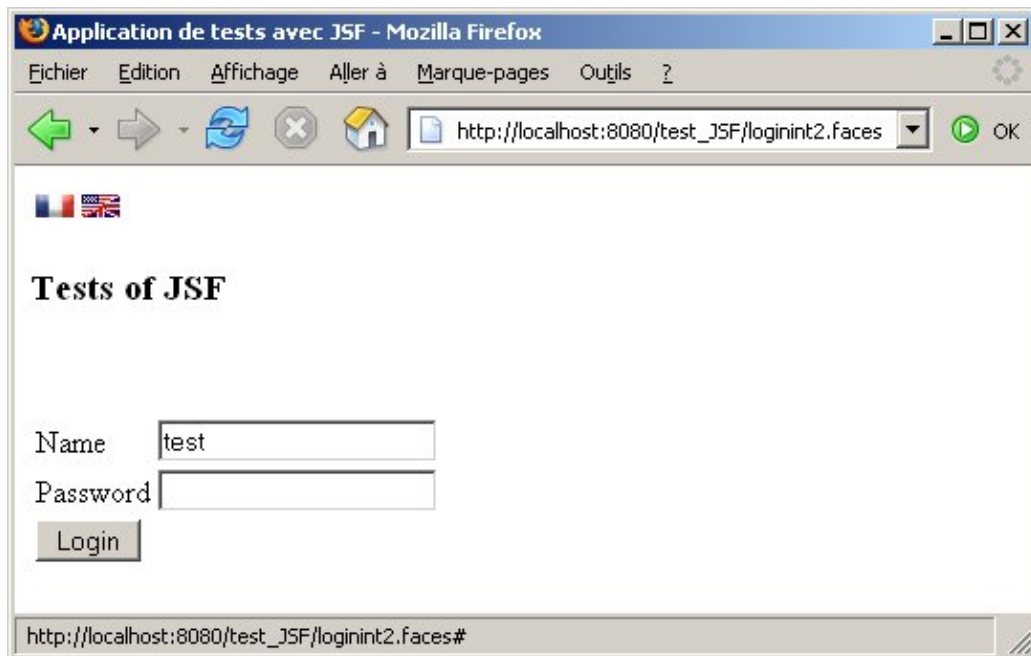 Application de tests avec JSF - Mozilla Firefox
Fichier Edition Affichage Aller à Marque-pages Outils ?
http://localhost:8080/test_JSF/loginint2.faces OK
Tests of JSF
Name test
Password
Login
http://localhost:8080/test_JSF/loginint2.faces#